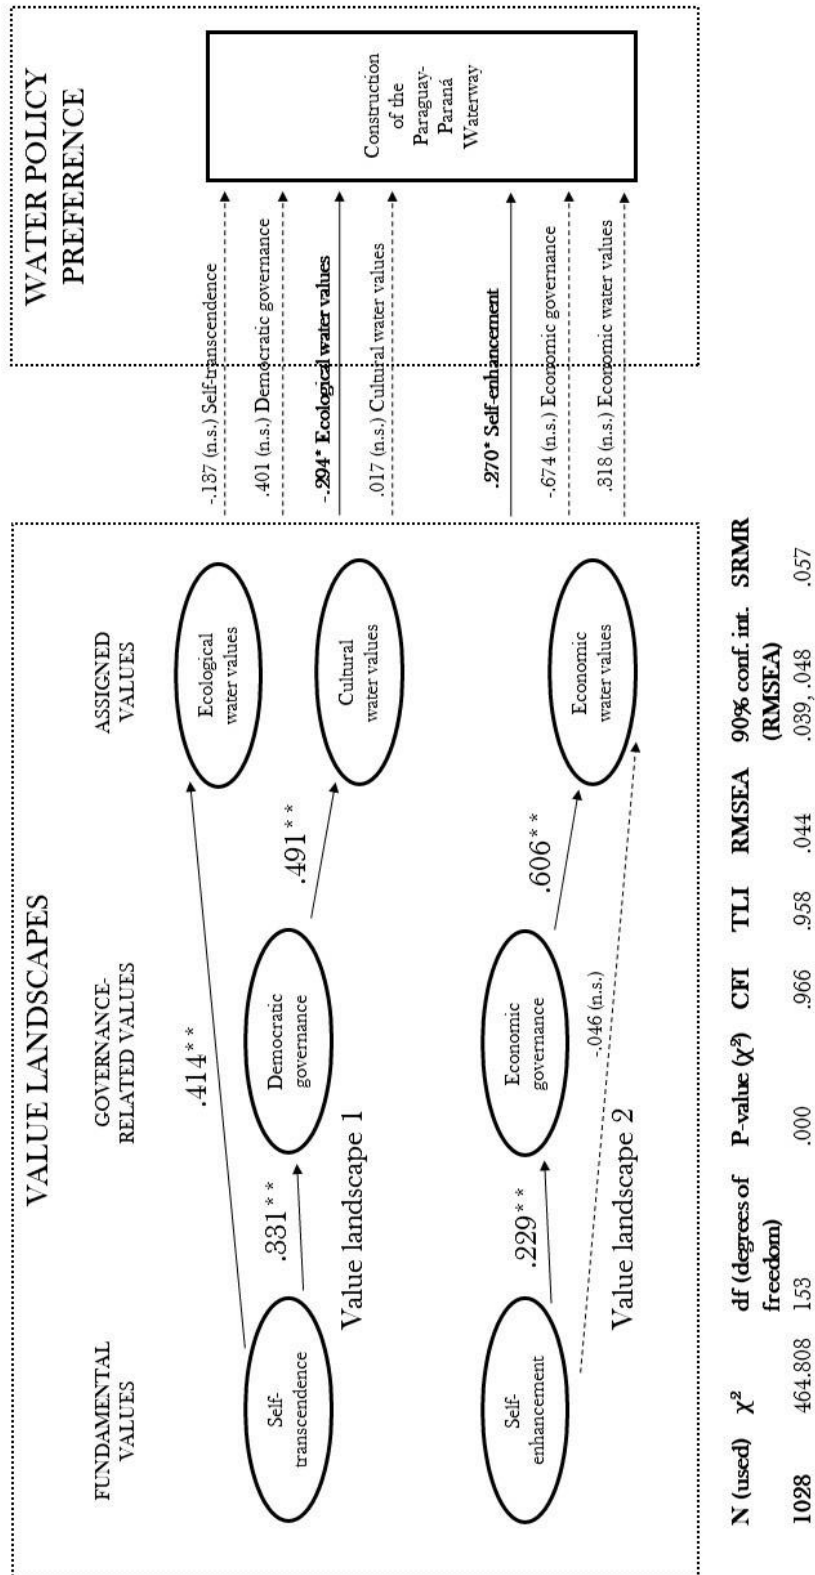 VALUE LANDSCAPES
FUNDAMENTAL
VALUES
GOVERNANCE-
RELATED VALUES
ASSIGNED
VALUES
Self-
transcendence
.331**
.414**
Democratic
governance
.491**
Ecological
water values
Cultural
water values
Value landscape 1
Self-
enhancement
.229**
Economic
governance
.606**
-.046 (n.s.)
Economic
water values
Value landscape 2
WATER POLICY
PREFERENCE
-.137 (n.s.) Self-transcendence
.401 (n.s.) Democratic governance
-.294* Ecological water values
.017 (n.s.) Cultural water values
.270* Self-enhancement
-.674 (n.s.) Economic governance
.318 (n.s.) Economic water values
Construction
of the
Paraguay-
Paraná
Waterway
N (used) χ² df (degrees of P-value (χ²) CFI TLI RMSEA 90% conf. int. SRMR
freedom) (RMSEA)
1028 464.808 153 .000 .966 .958 .044 .039, .048 .057